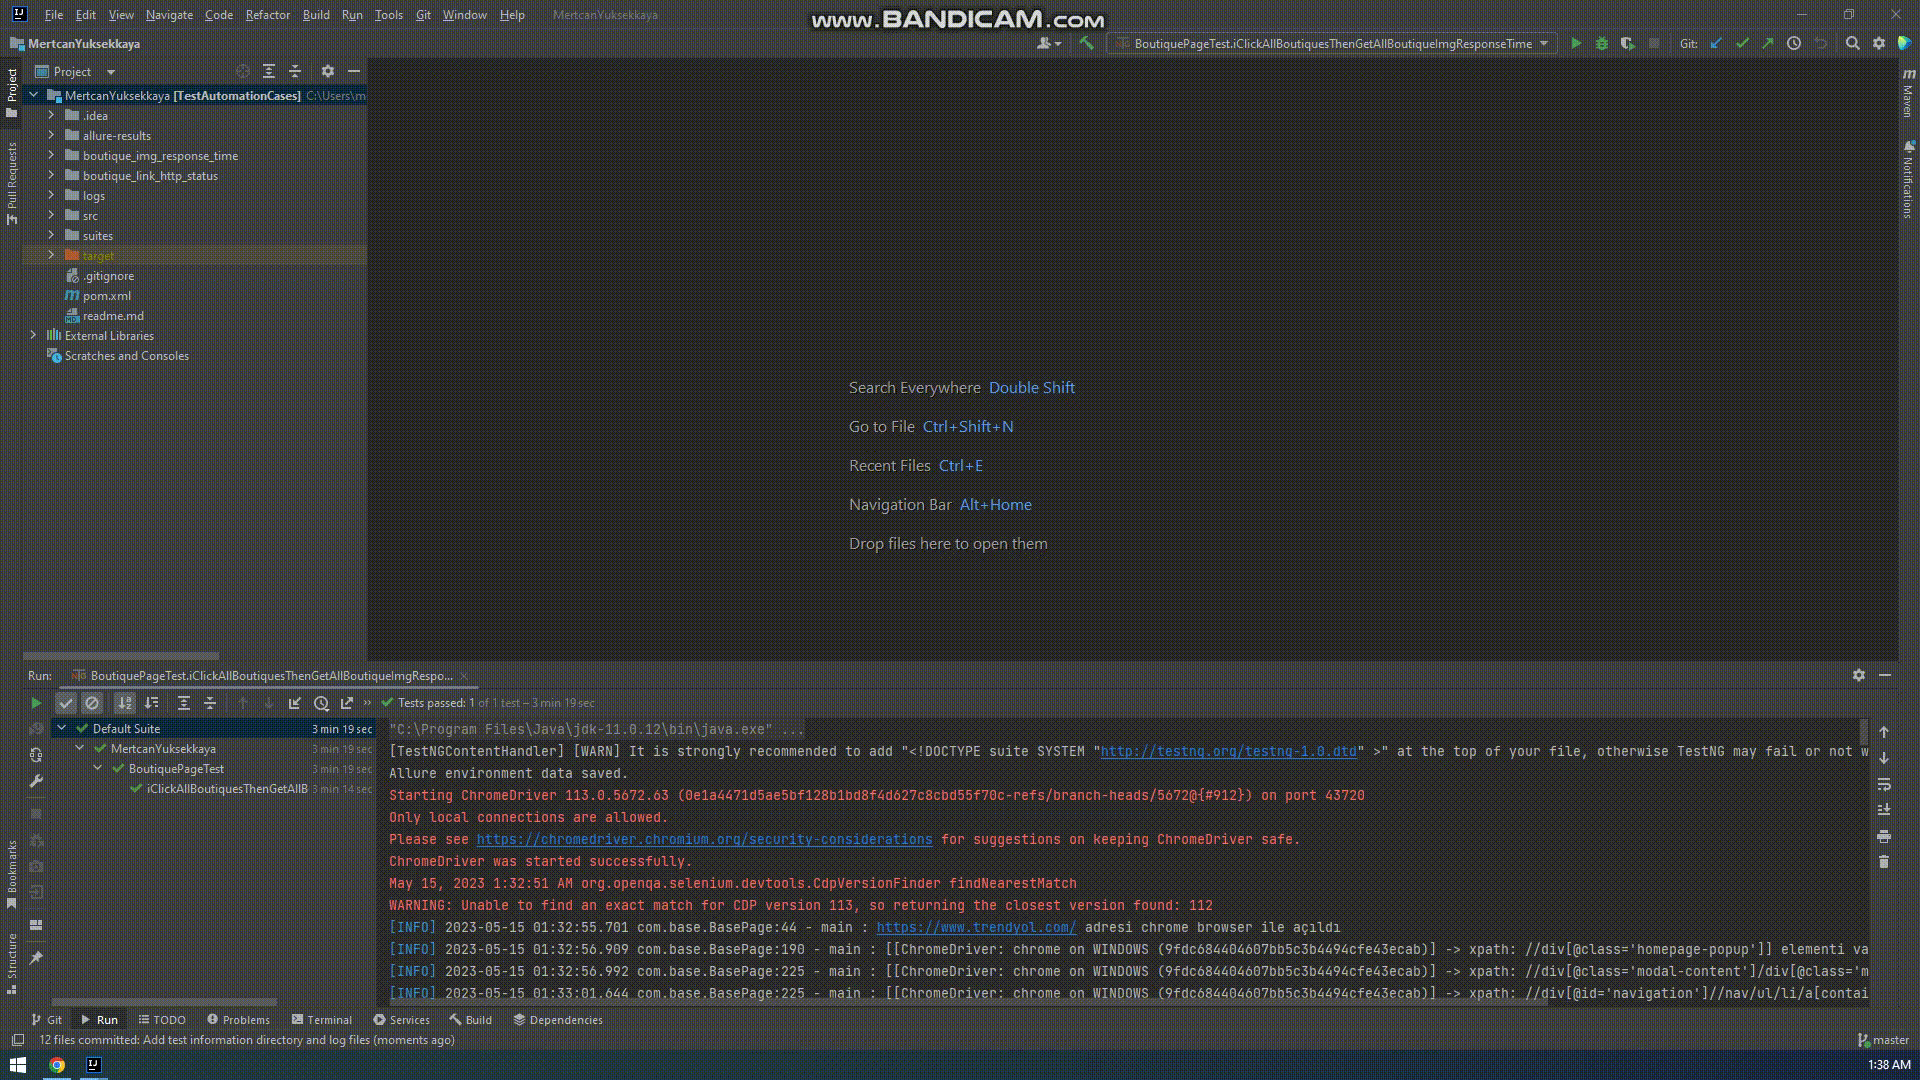 File Edit View Navigate Code Refactor Build Run Tools Git Window Help MertcanYuksekkaya
www.BANDICAM.com
MertcanYuksekkaya
BoutiquePageTest.iClickAllBoutiquesThenGetAllBoutiqueImgResponseTime
Git:
Project
Project
Pull Requests
Bookmarks
Structure
Maven
Notifications
MertcanYuksekkaya [TestAutomationCases] C:\Users\m
.idea
allure-results
boutique_img_response_time
boutique_link_http_status
logs
src
suites
target
.gitignore
pom.xml
readme.md
External Libraries
Scratches and Consoles
Search Everywhere Double Shift
Go to File Ctrl+Shift+N
Recent Files Ctrl+E
Navigation Bar Alt+Home
Drop files here to open them
Run: BoutiquePageTest.iClickAllBoutiquesThenGetAllBoutiqueImgRespo...
Tests passed: 1 of 1 test – 3 min 19 sec
Default Suite 3 min 19 sec
MertcanYuksekkaya 3 min 19 sec
BoutiquePageTest 3 min 19 sec
iClickAllBoutiquesThenGetAllB 3 min 14 sec
"C:\Program Files\Java\jdk-11.0.12\bin\java.exe" ...
[TestNGContentHandler] [WARN] It is strongly recommended to add "<!DOCTYPE suite SYSTEM "http://testng.org/testng-1.0.dtd" >" at the top of your file, otherwise TestNG may fail or not w
Allure environment data saved.
Starting ChromeDriver 113.0.5672.63 (0e1a4471d5ae5bf128b1bd8f4d627c8cbd55f70c-refs/branch-heads/5672@{#912}) on port 43720
Only local connections are allowed.
Please see https://chromedriver.chromium.org/security-considerations for suggestions on keeping ChromeDriver safe.
ChromeDriver was started successfully.
May 15, 2023 1:32:51 AM org.openqa.selenium.devtools.CdpVersionFinder findNearestMatch
WARNING: Unable to find an exact match for CDP version 113, so returning the closest version found: 112
[INFO] 2023-05-15 01:32:55.701 com.base.BasePage:44 - main : https://www.trendyol.com/ adresi chrome browser ile açıldı
[INFO] 2023-05-15 01:32:56.909 com.base.BasePage:190 - main : [[ChromeDriver: chrome on WINDOWS (9fdc684404607bb5c3b4494cfe43ecab)] -> xpath: //div[@class='homepage-popup']] elementi va
[INFO] 2023-05-15 01:32:56.992 com.base.BasePage:225 - main : [[ChromeDriver: chrome on WINDOWS (9fdc684404607bb5c3b4494cfe43ecab)] -> xpath: //div[@class='modal-content']/div[@class='m
[INFO] 2023-05-15 01:33:01.644 com.base.BasePage:225 - main : [[ChromeDriver: chrome on WINDOWS (9fdc684404607bb5c3b4494cfe43ecab)] -> xpath: //div[@id='navigation']//nav/ul/li/a[contai
Git Run TODO Problems Terminal Services Build Dependencies
12 files committed: Add test information directory and log files (moments ago)
master
1:38 AM